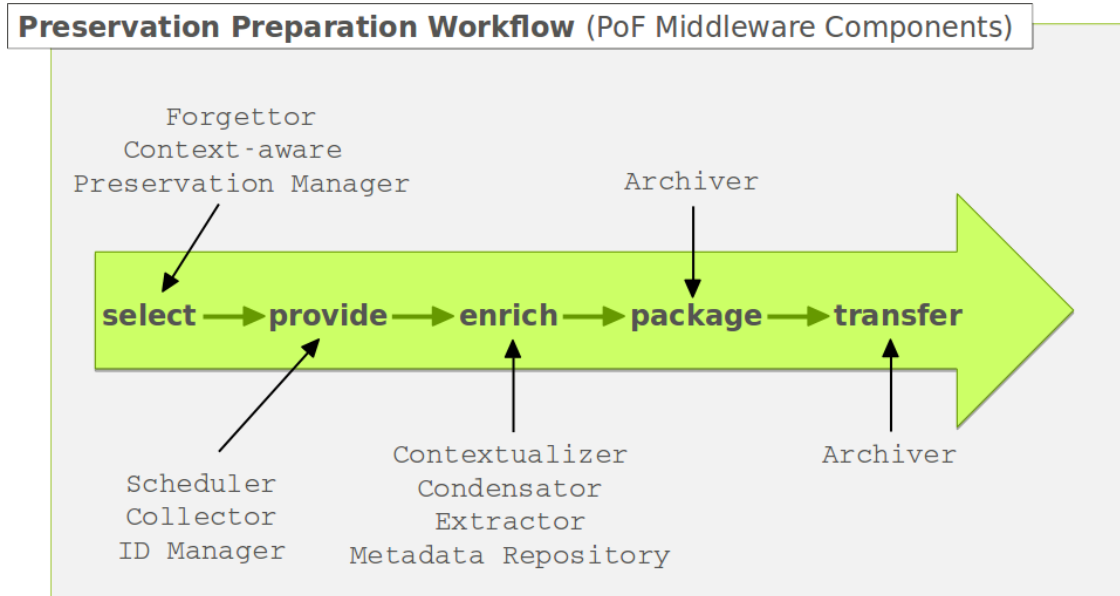 Preservation Preparation Workflow (PoF Middleware Components)
Forgettor
Context-aware
Preservation Manager
Archiver
select provide enrich package transfer
Scheduler
Collector
ID Manager
Contextualizer
Condensator
Extractor
Metadata Repository
Archiver